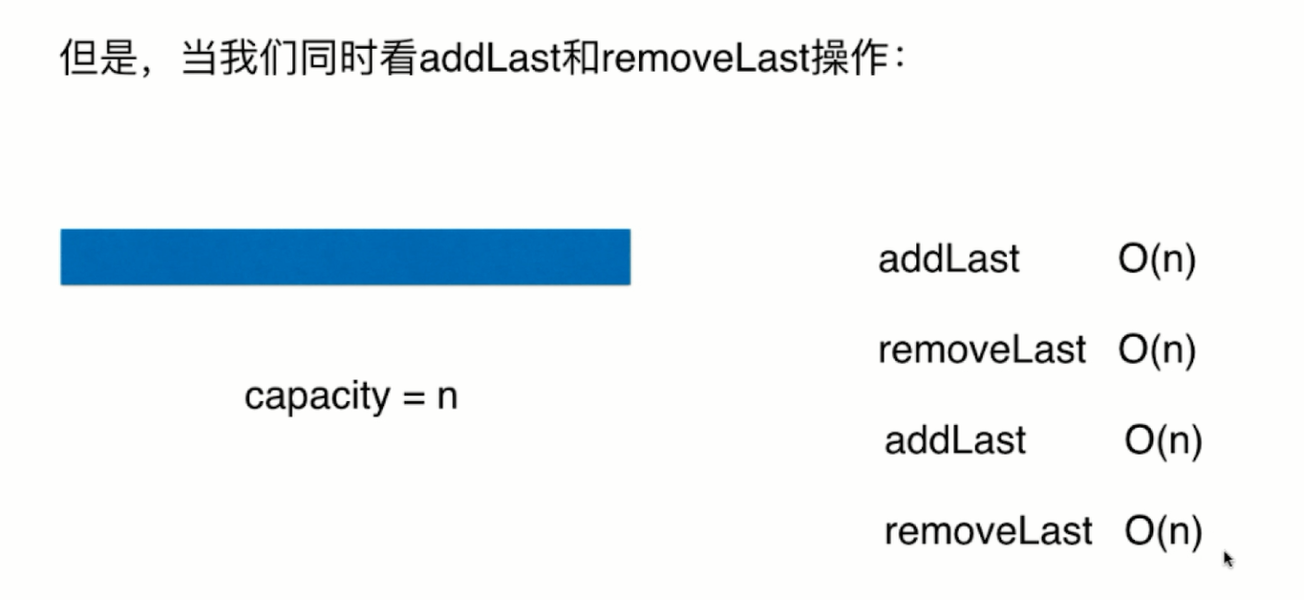 但是，当我们同时看addLast和removeLast操作：
addLast O(n)
removeLast O(n)
capacity = n
addLast O(n)
removeLast O(n)